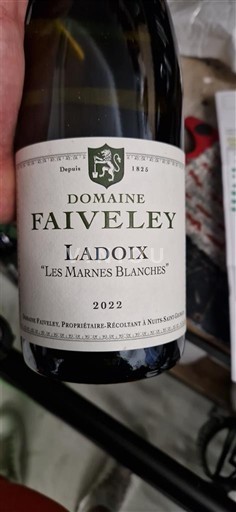 Depuis 1825
DOMAINE
FAIVELEY
LADOIX
"LES MARNES BLANCHES"
2022
DOMAINE FAIVELEY, PROPRIÉTAIRE-RÉCOLTANT À NUITS-SAINT-GEORGES